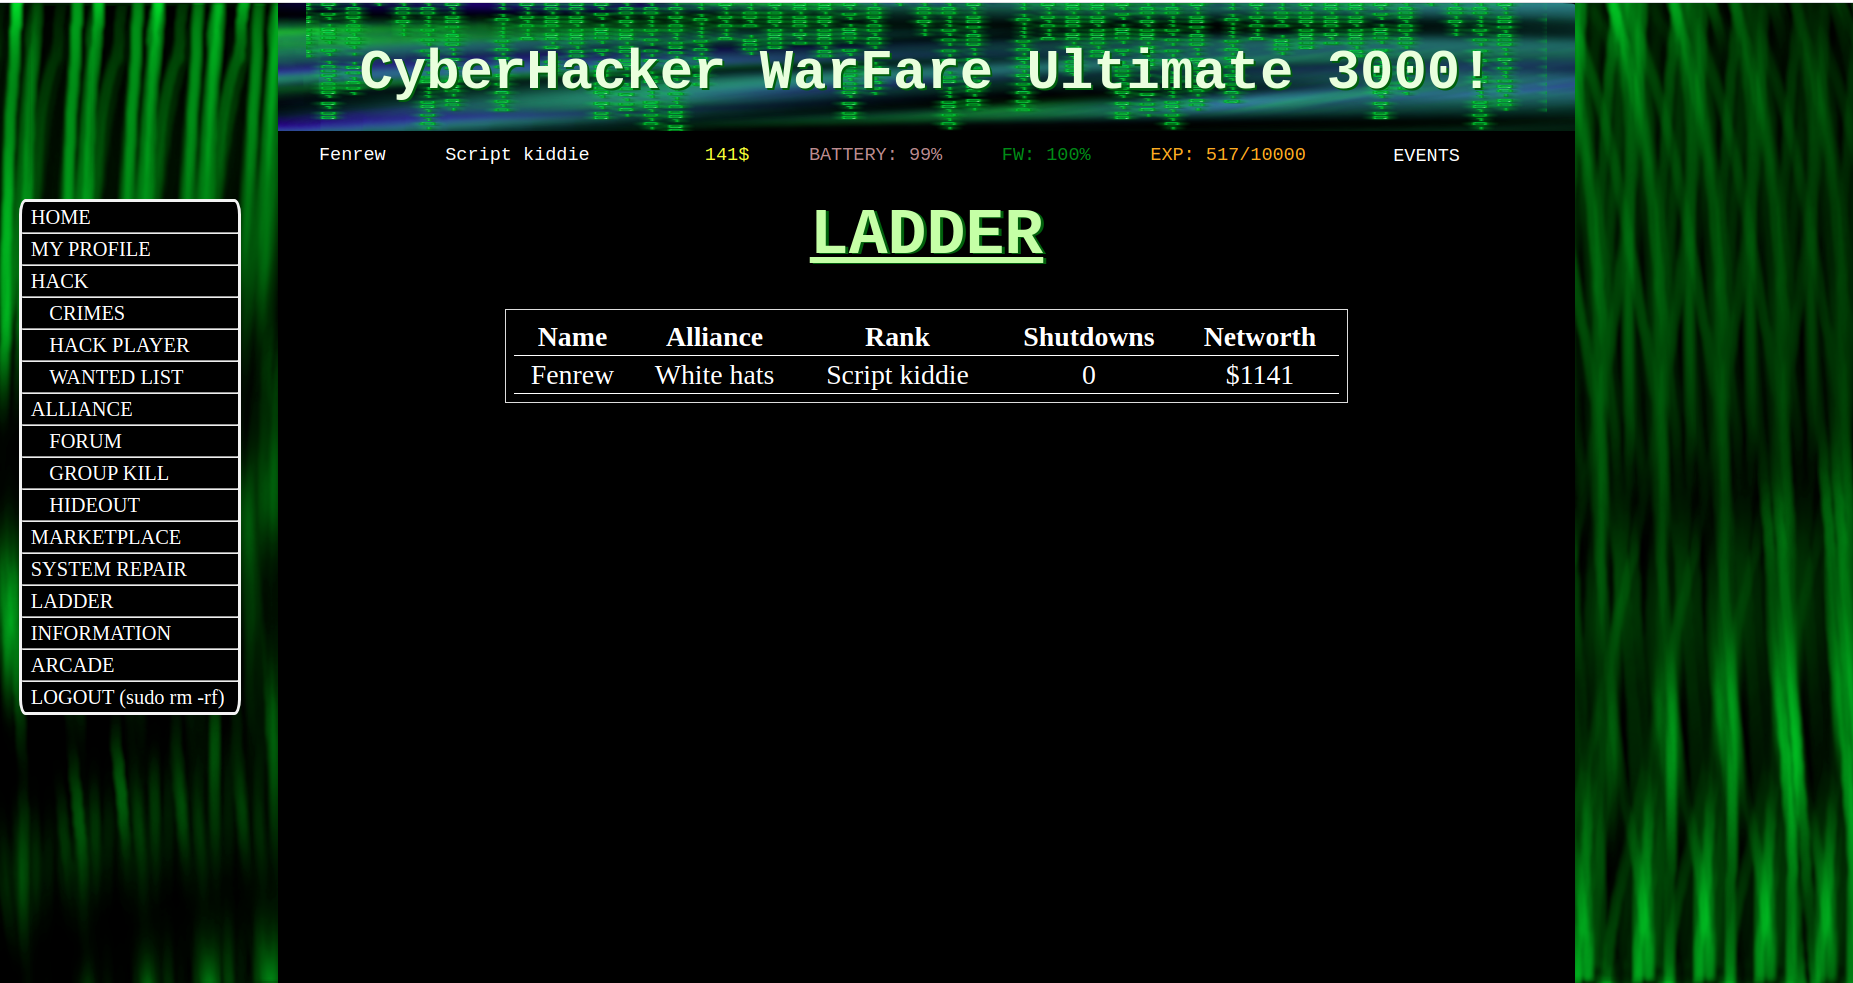 CyberHacker WarFare Ultimate 3000!
Fenrew Script kiddie 141$ BATTERY: 99% FW: 100% EXP: 517/10000 EVENTS
HOME
MY PROFILE
HACK
CRIMES
HACK PLAYER
WANTED LIST
ALLIANCE
FORUM
GROUP KILL
HIDEOUT
MARKETPLACE
SYSTEM REPAIR
LADDER
INFORMATION
ARCADE
LOGOUT (sudo rm -rf)
LADDER
Name Alliance Rank Shutdowns Networth
Fenrew White hats Script kiddie 0 $1141